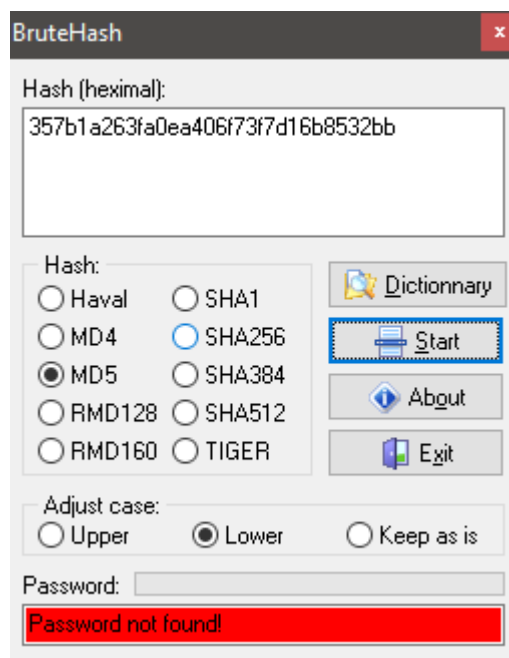 BruteHash
x
Hash (heximal):
357b1a263fa0ea406f73f7d16b8532bb
Hash:
Haval SHA1
MD4 SHA256
MD5 SHA384
RMD128 SHA512
RMD160 TIGER
Dictionnary
Start
About
Exit
Adjust case:
Upper Lower Keep as is
Password:
Password not found!